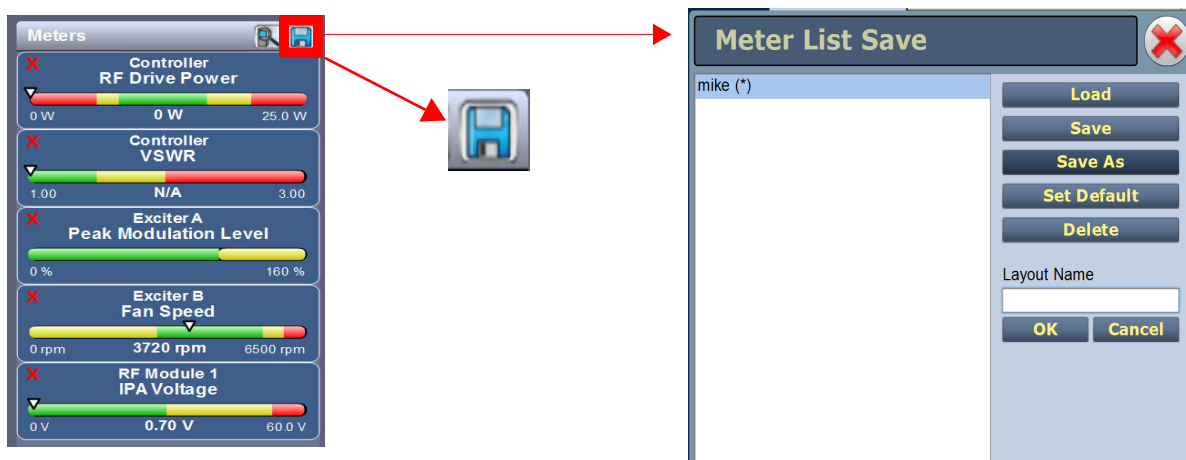 Meters
X
Controller
RF Drive Power
0 W 0 W 25.0 W
X
Controller
VSWR
1.00 N/A 3.00
X
Exciter A
Peak Modulation Level
0 % 160 %
X
Exciter B
Fan Speed
0 rpm 3720 rpm 6500 rpm
X
RF Module 1
IPA Voltage
0 V 0.70 V 60.0 V
Meter List Save
mike (*)
Load
Save
Save As
Set Default
Delete
Layout Name
OK Cancel